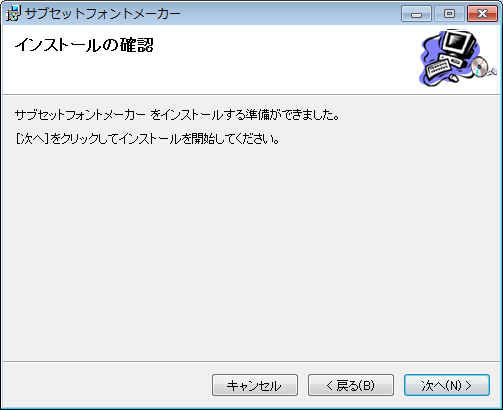 サブセットフォントメーカー
インストールの確認
サブセットフォントメーカー をインストールする準備ができました。
[次へ]をクリックしてインストールを開始してください。
キャンセル
< 戻る(B)
次へ(N) >